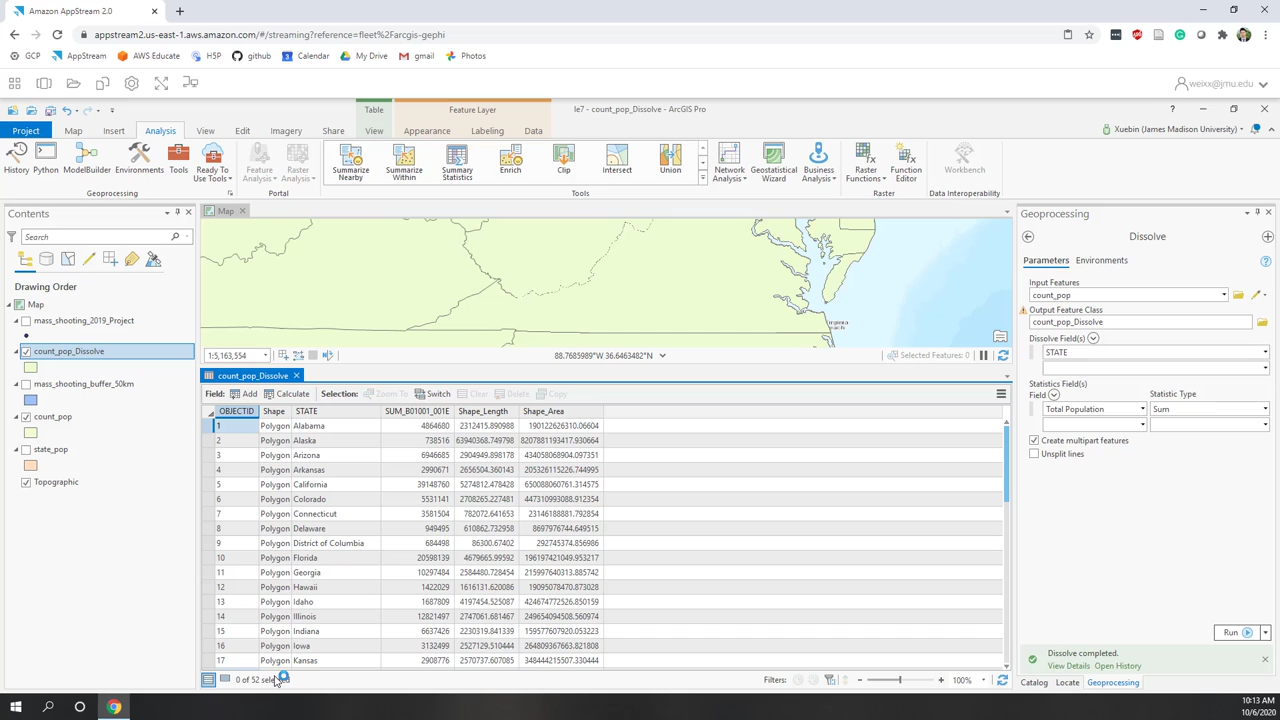 Amazon AppStream 2.0
appstream2.us-east-1.aws.amazon.com/#/streaming?reference=fleet%2Farcgis-gephi
GCP AppStream AWS Educate H5P github Calendar My Drive gmail Photos
weixx@jmu.edu
Table Feature Layer le7 - count_pop_Dissolve - ArcGIS Pro
Project Map Insert Analysis View Edit Imagery Share View Appearance Labeling Data Xuebin (James Madison University)
History Python ModelBuilder Environments Tools Ready To Use Tools Feature Analysis Raster Analysis Summarize Nearby Summarize Within Summary Statistics Enrich Clip Intersect Union Network Analysis Geostatistical Wizard Business Analysis Raster Functions Function Editor Workbench
Geoprocessing Portal Tools Raster Data Interoperability
Contents
Search
Drawing Order
Map
mass_shooting_2019_Project
count_pop_Dissolve
mass_shooting_buffer_50km
count_pop
state_pop
Topographic
Map
Virginia Beach
1:5,163,554 88.7685989°W 36.6463482°N Selected Features: 0
count_pop_Dissolve
Field: Add Calculate Selection: Zoom To Switch Clear Delete Copy
OBJECTID Shape STATE SUM_B01001_001E Shape_Length Shape_Area
1 Polygon Alabama 4864680 2312415.890988 190122626310.06604
2 Polygon Alaska 738516 63940368.749798 8207881193417.930664
3 Polygon Arizona 6946685 2904949.898178 434058068904.097351
4 Polygon Arkansas 2990671 2656504.360143 205326115226.744995
5 Polygon California 39148760 5274812.478428 650088060761.314575
6 Polygon Colorado 5531141 2708265.227481 447310993088.912354
7 Polygon Connecticut 3581504 782072.641653 23146188881.792854
8 Polygon Delaware 949495 610862.732958 8697976744.649515
9 Polygon District of Columbia 684498 86300.67402 292745374.856986
10 Polygon Florida 20598139 4679665.99592 196197421049.953217
11 Polygon Georgia 10297484 2584480.728454 215997640313.885742
12 Polygon Hawaii 1422029 1616131.620086 19095078470.873028
13 Polygon Idaho 1687809 4197454.525087 424674772526.850159
14 Polygon Illinois 12821497 2747061.681467 249654094508.560974
15 Polygon Indiana 6637426 2230319.841339 159577607920.053223
16 Polygon Iowa 3132499 2527129.510444 264809367663.821808
17 Polygon Kansas 2908776 2570737.607085 348444215507.330444
0 of 52 selected Filters: 100%
Geoprocessing
Dissolve
Parameters Environments
Input Features
count_pop
Output Feature Class
count_pop_Dissolve
Dissolve Field(s)
STATE
Statistics Field(s)
Field Statistic Type
Total Population Sum
Create multipart features
Unsplit lines
Run
Dissolve completed.
View Details Open History
Catalog Locate Geoprocessing
10:13 AM
10/6/2020